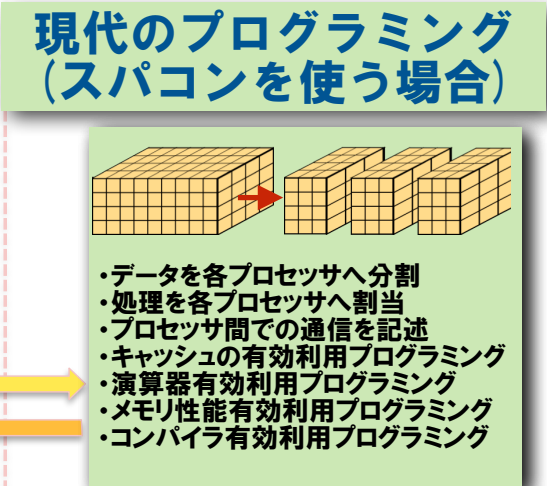 現代のプログラミング
(スパコンを使う場合)
・データを各プロセッサへ分割
・処理を各プロセッサへ割当
・プロセッサ間での通信を記述
・キャッシュの有効利用プログラミング
・演算器有効利用プログラミング
・メモリ性能有効利用プログラミング
・コンパイラ有効利用プログラミング